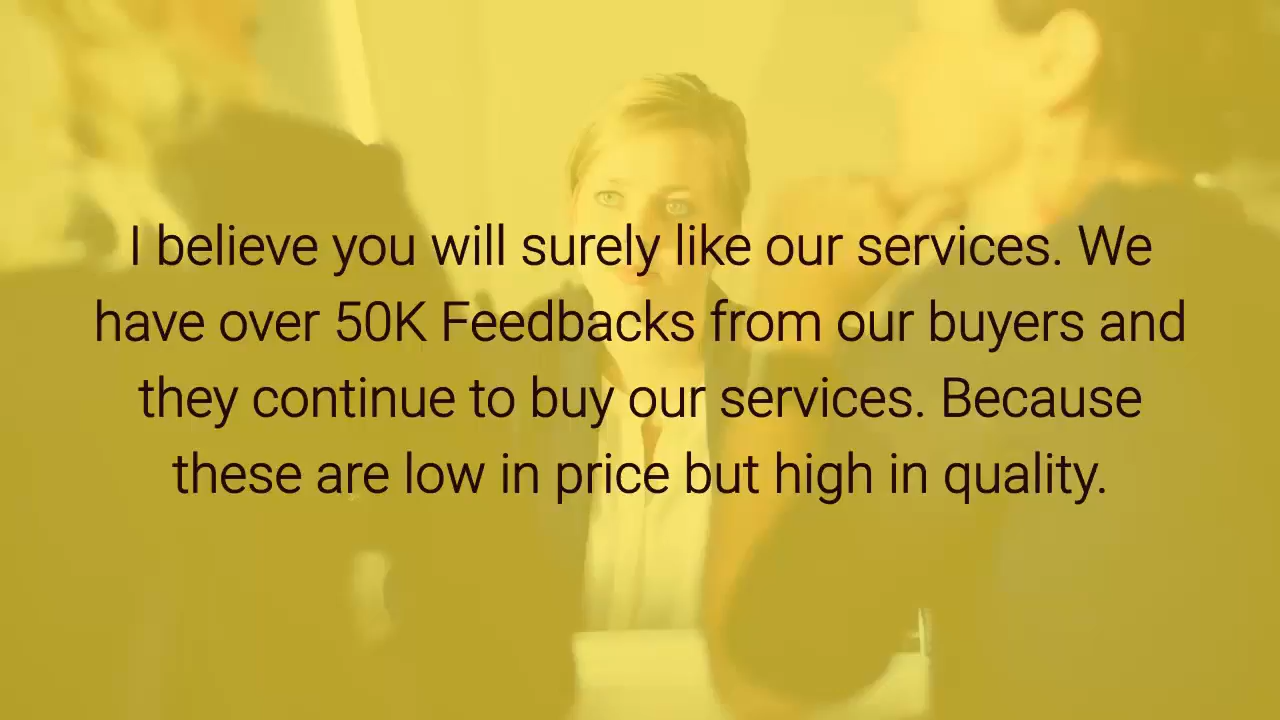 I believe you will surely like our services. We
have over 50K Feedbacks from our buyers and
they continue to buy our services. Because
these are low in price but high in quality.